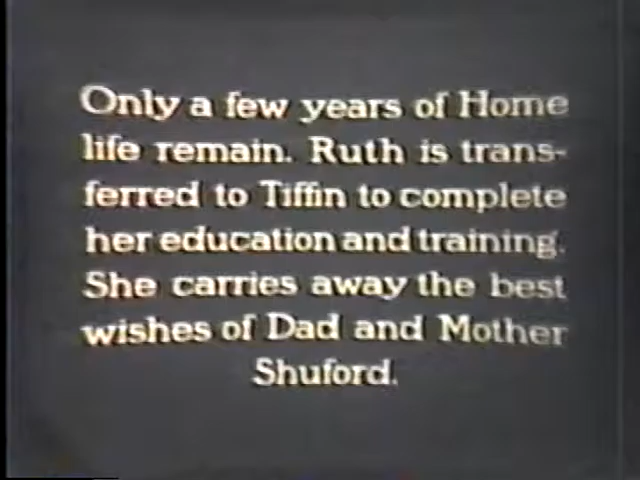 Only a few years of Home
life remain. Ruth is trans-
ferred to Tiffin to complete
her education and training.
She carries away the best
wishes of Dad and Mother
Shuford.